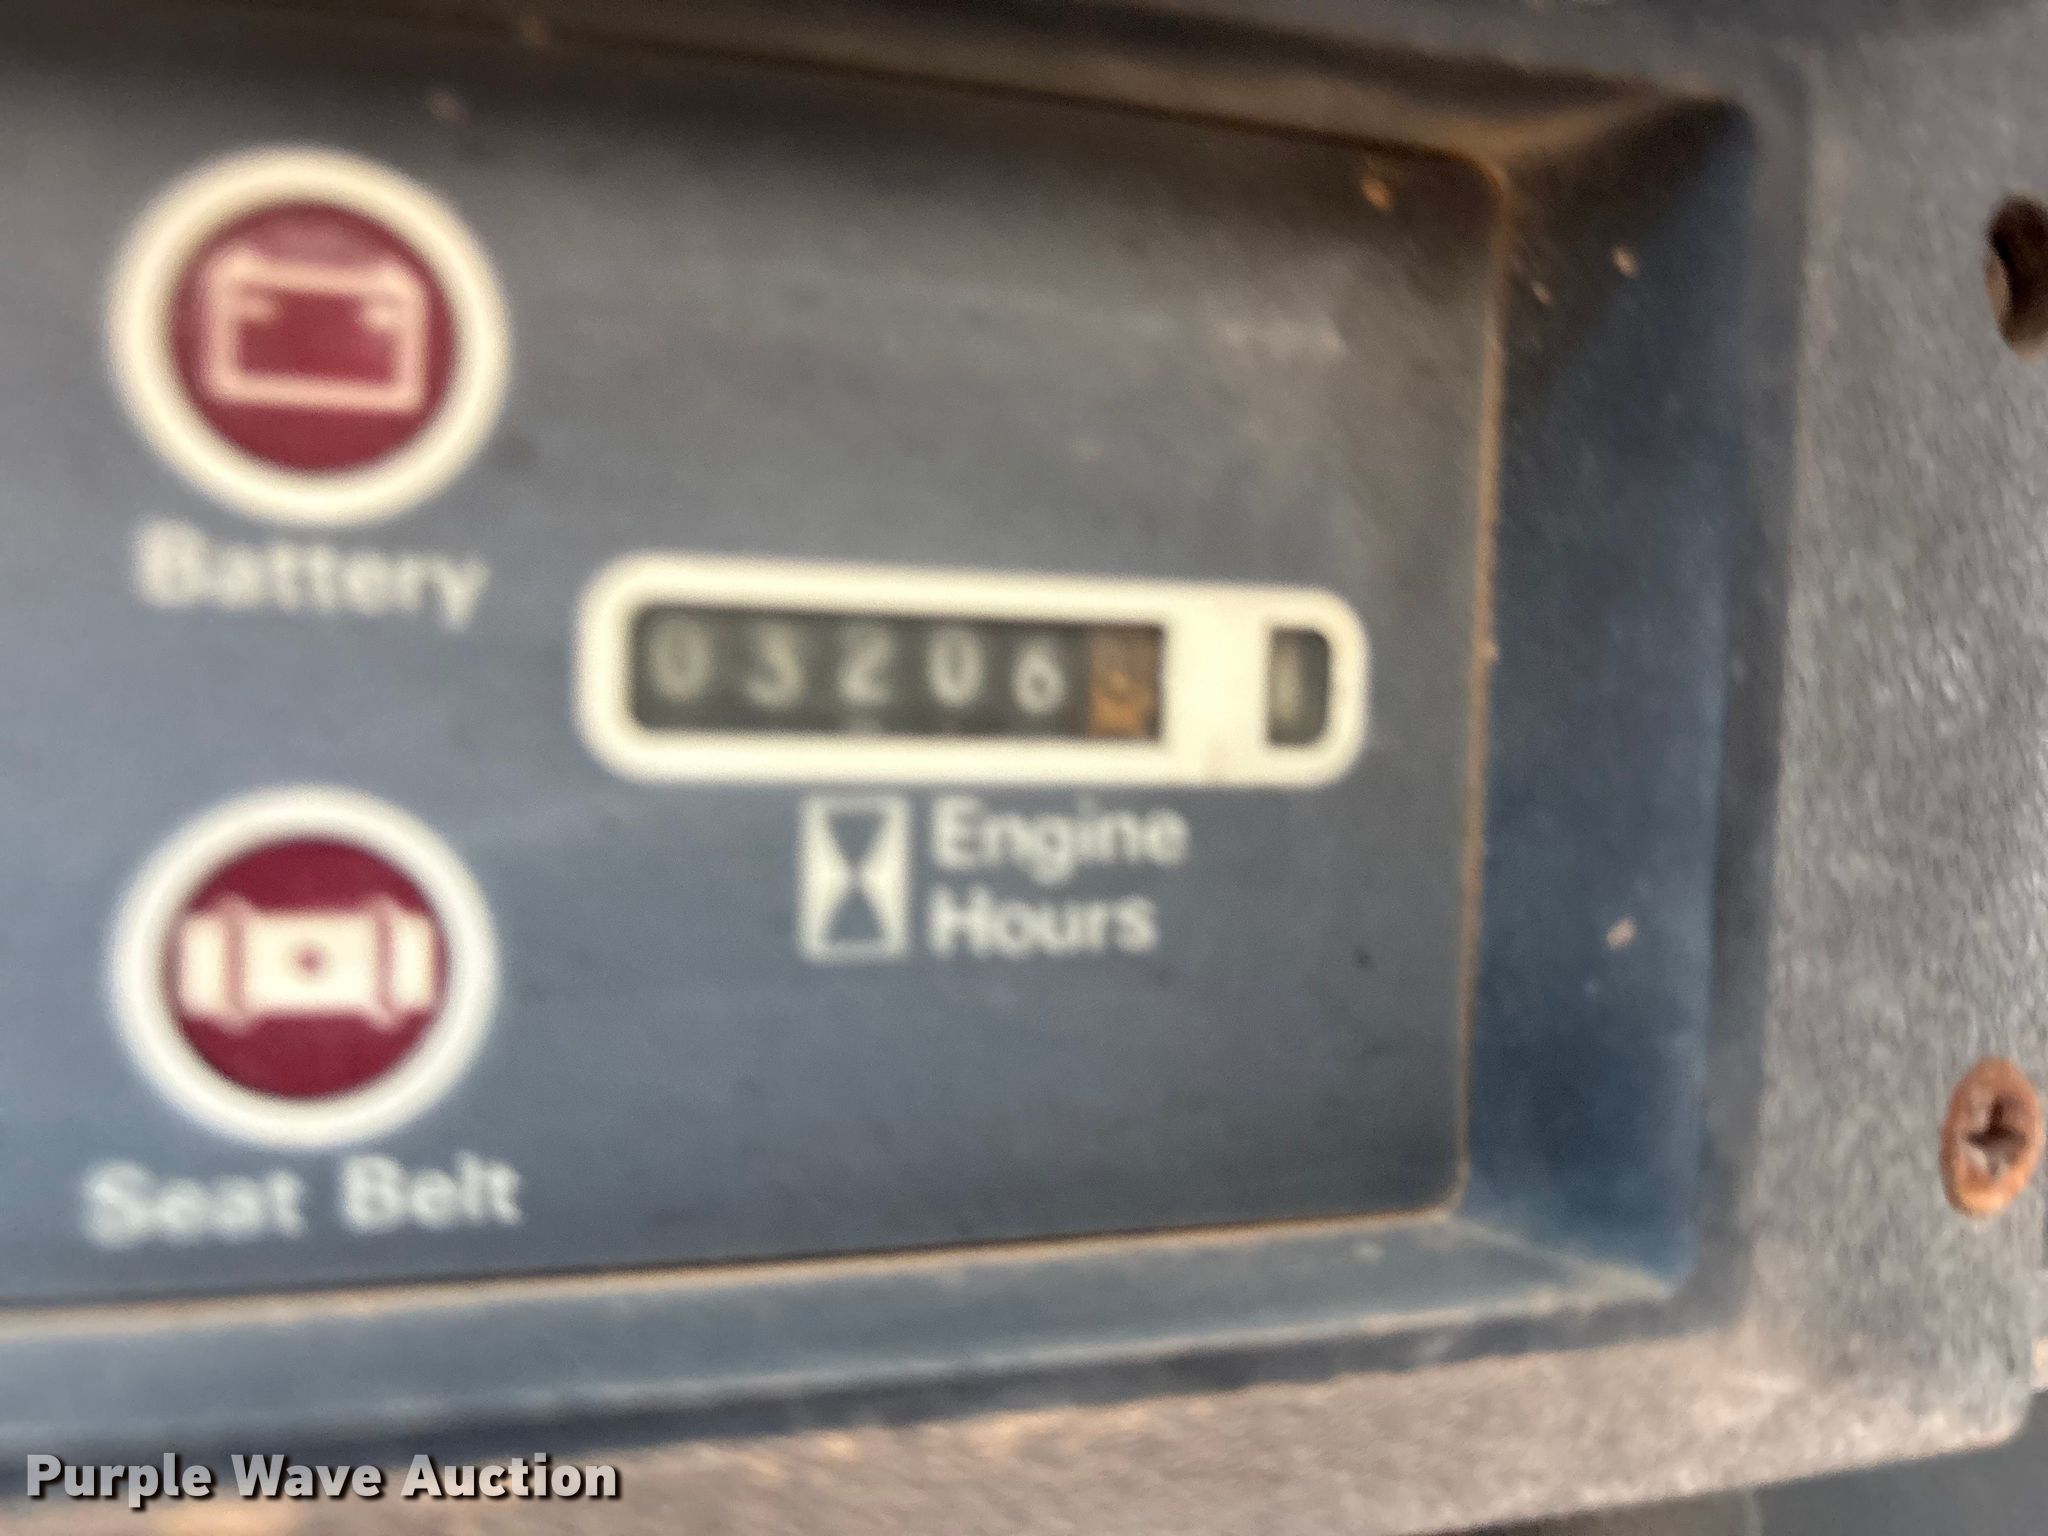 Battery
03206
Engine
Hours
Seat Belt
Purple Wave Auction